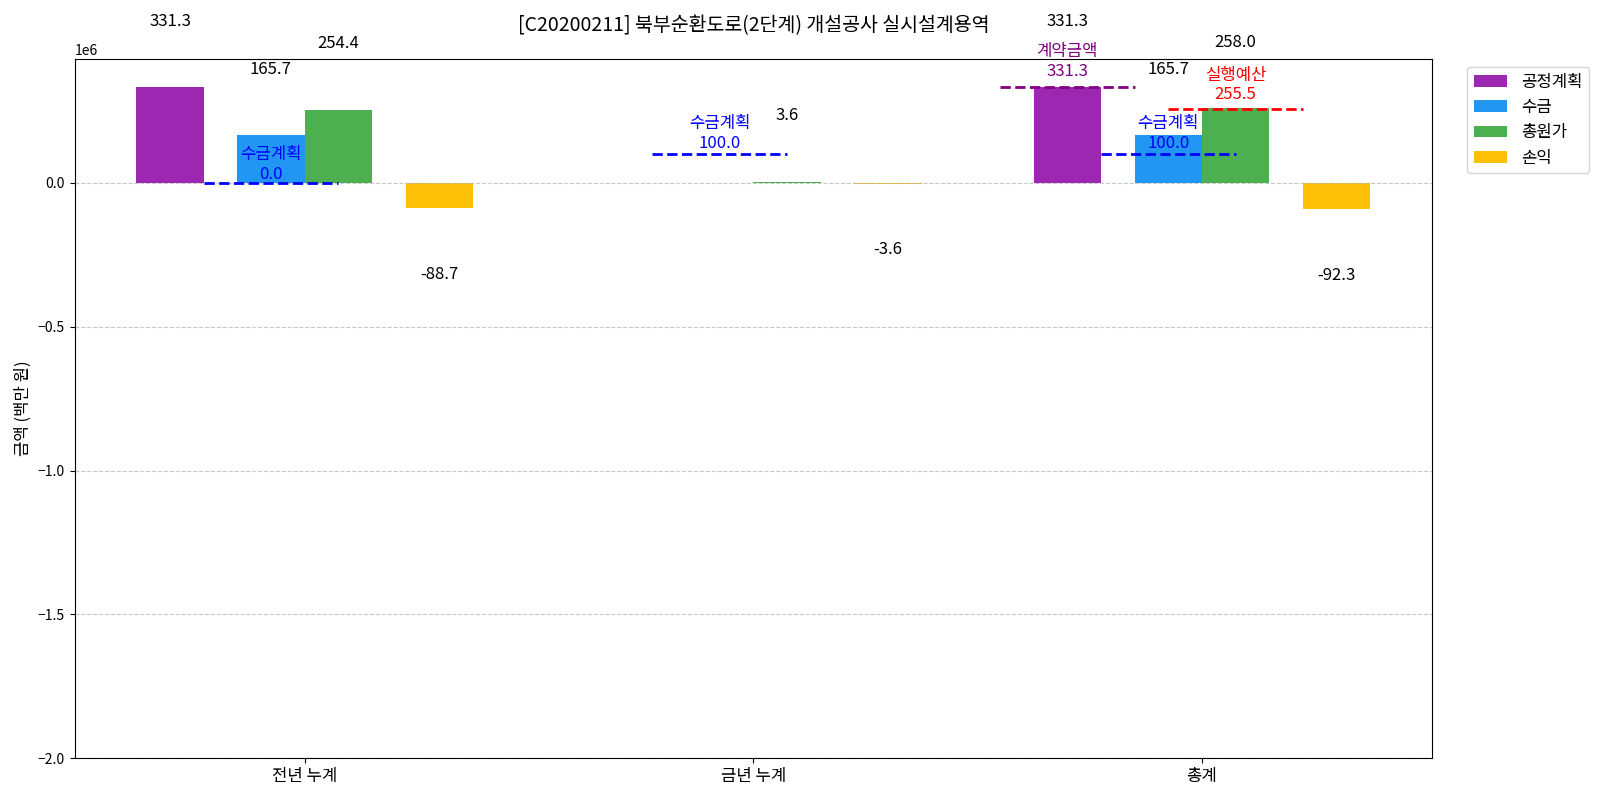 [C20200211] 북부순환도로(2단계) 개설공사 실시설계용역
331.3
254.4
165.7
1e6
수금계획
0.0
-88.7
수금계획
100.0
3.6
-3.6
331.3
계약금액
331.3
165.7
258.0
실행예산
255.5
수금계획
100.0
-92.3
공정계획
수금
총원가
손익
금액 (백만 원)
0.0
−0.5
−1.0
−1.5
−2.0
전년 누계
금년 누계
총계